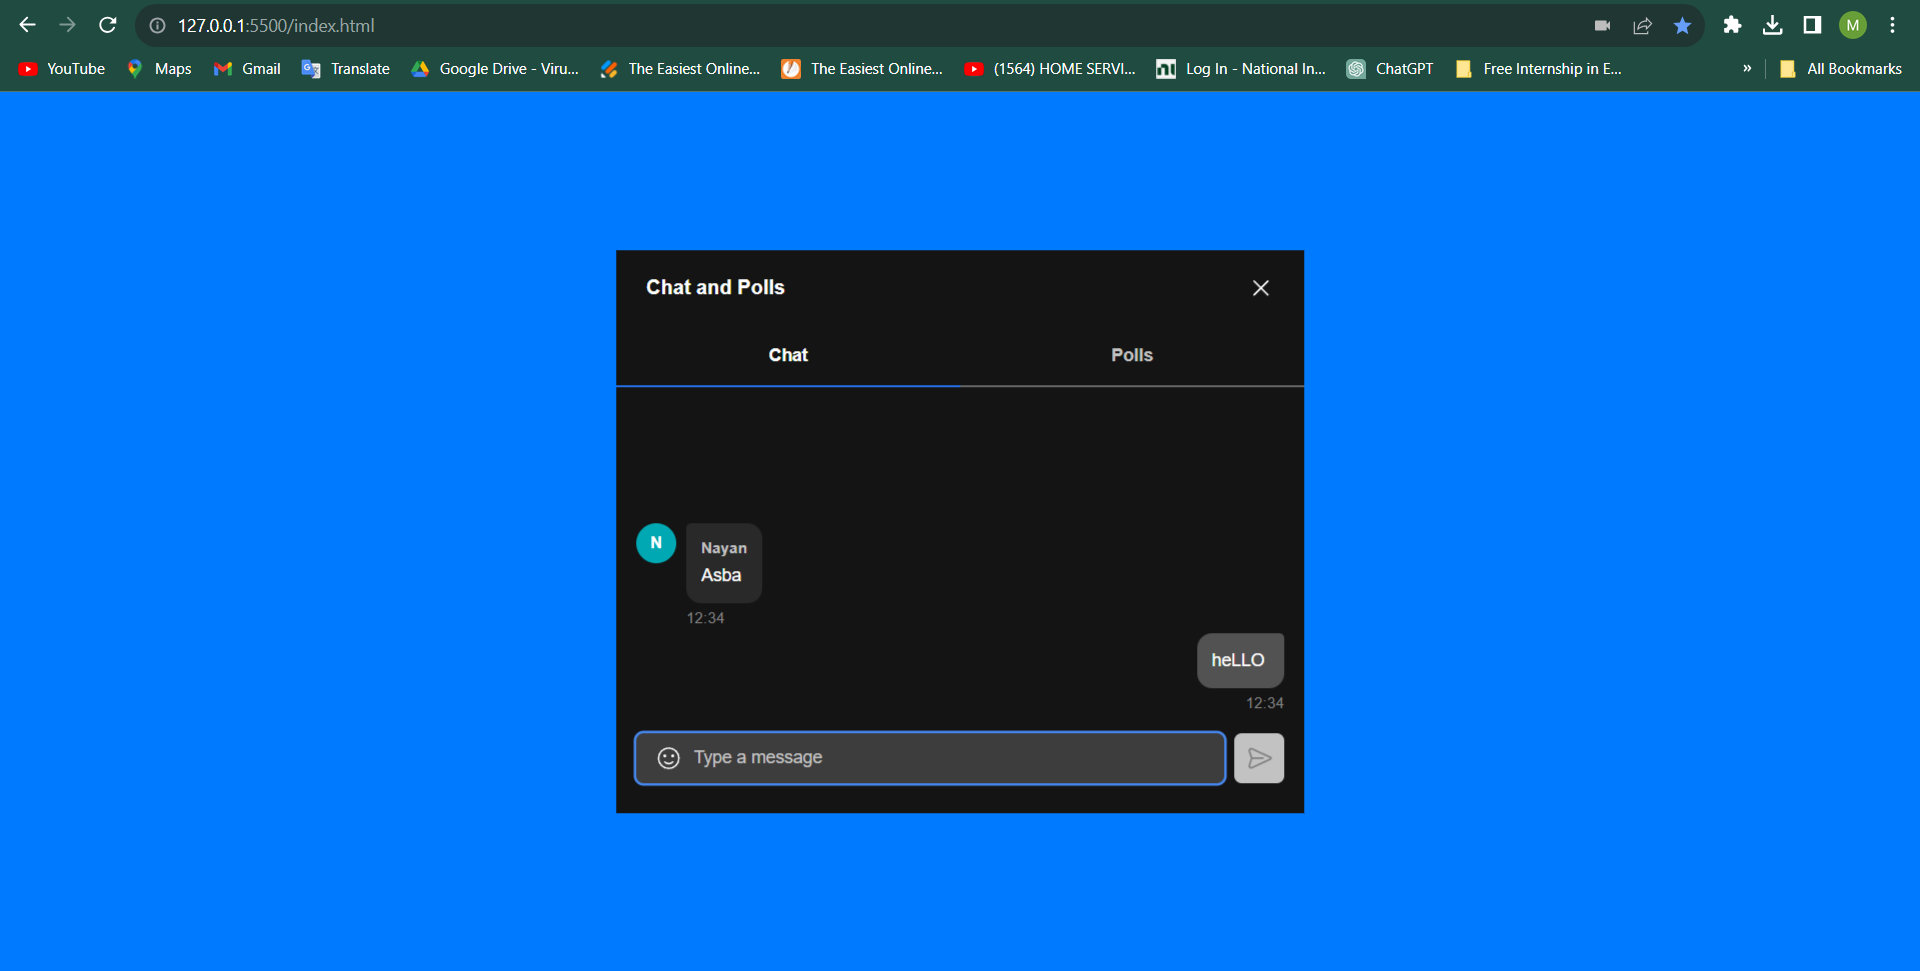 127.0.0.1:5500/index.html
M
YouTube Maps Gmail Translate Google Drive - Viru... The Easiest Online... The Easiest Online... (1564) HOME SERVI... Log In - National In... ChatGPT Free Internship in E... » All Bookmarks
Chat and Polls
Chat Polls
N
Nayan
Asba
12:34
heLLO
12:34
Type a message